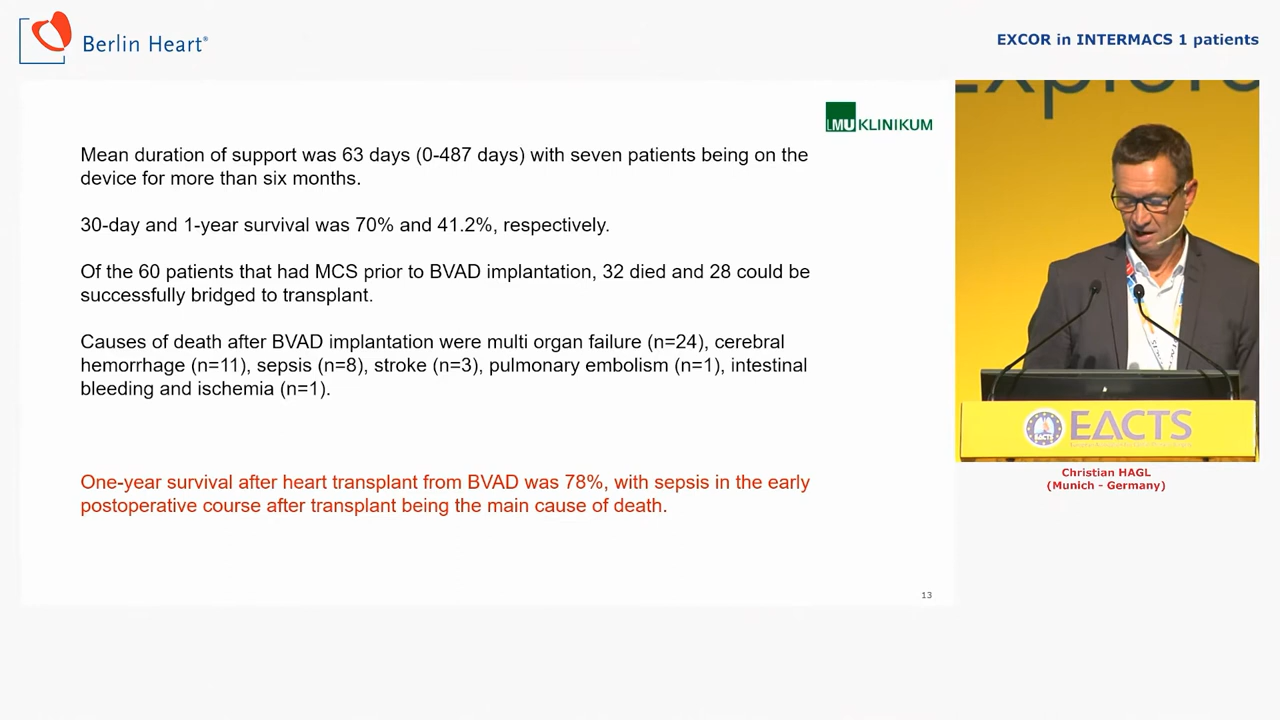 Berlin Heart®
EXCOR in INTERMACS 1 patients
Explore
LMU KLINIKUM
Mean duration of support was 63 days (0-487 days) with seven patients being on the
device for more than six months.
30-day and 1-year survival was 70% and 41.2%, respectively.
Of the 60 patients that had MCS prior to BVAD implantation, 32 died and 28 could be
successfully bridged to transplant.
Causes of death after BVAD implantation were multi organ failure (n=24), cerebral
hemorrhage (n=11), sepsis (n=8), stroke (n=3), pulmonary embolism (n=1), intestinal
bleeding and ischemia (n=1).
One-year survival after heart transplant from BVAD was 78%, with sepsis in the early
postoperative course after transplant being the main cause of death.
13
EACTS
Christian HAGL
(Munich - Germany)